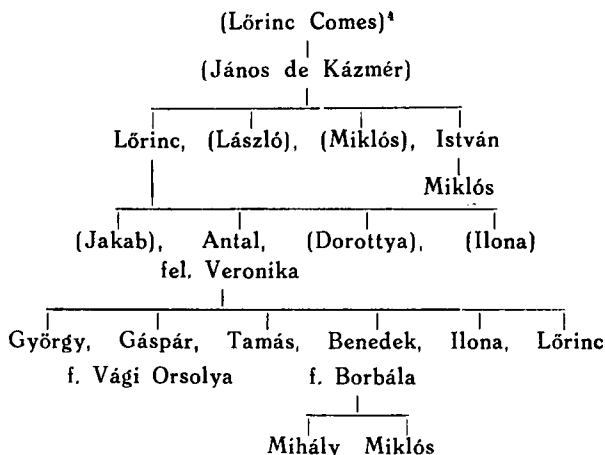 (Lőrinc Comes)⁴
(János de Kázmér)
Lőrinc, (László), (Miklós), István
Miklós
(Jakab), Antal, (Dorottya), (Ilona)
fel. Veronika
György, Gáspár, Tamás, Benedek, Ilona, Lőrinc
f. Vági Orsolya f. Borbála
Mihály Miklós